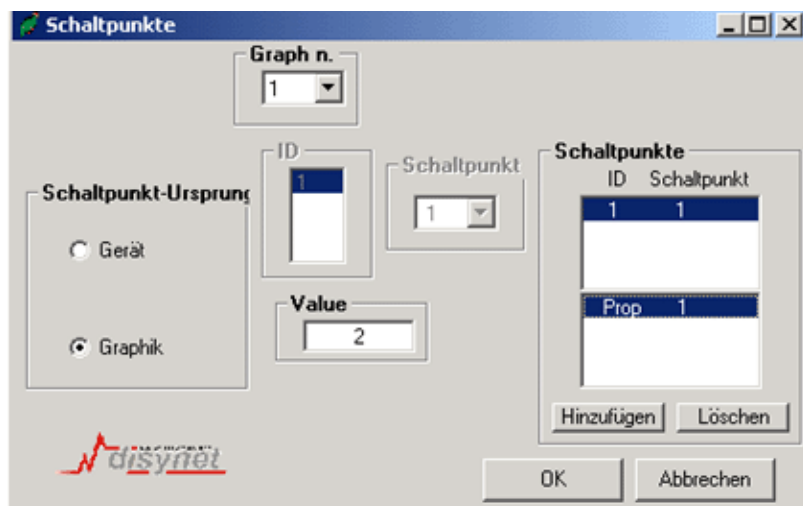 Schaltpunkte
Graph n.
1
ID
1
Schaltpunkt
1
Schaltpunkt-Ursprung
Gerät
Graphik
Value
2
Schaltpunkte
ID Schaltpunkt
1 1
Prop 1
Hinzufügen Löschen
disynet
OK Abbrechen